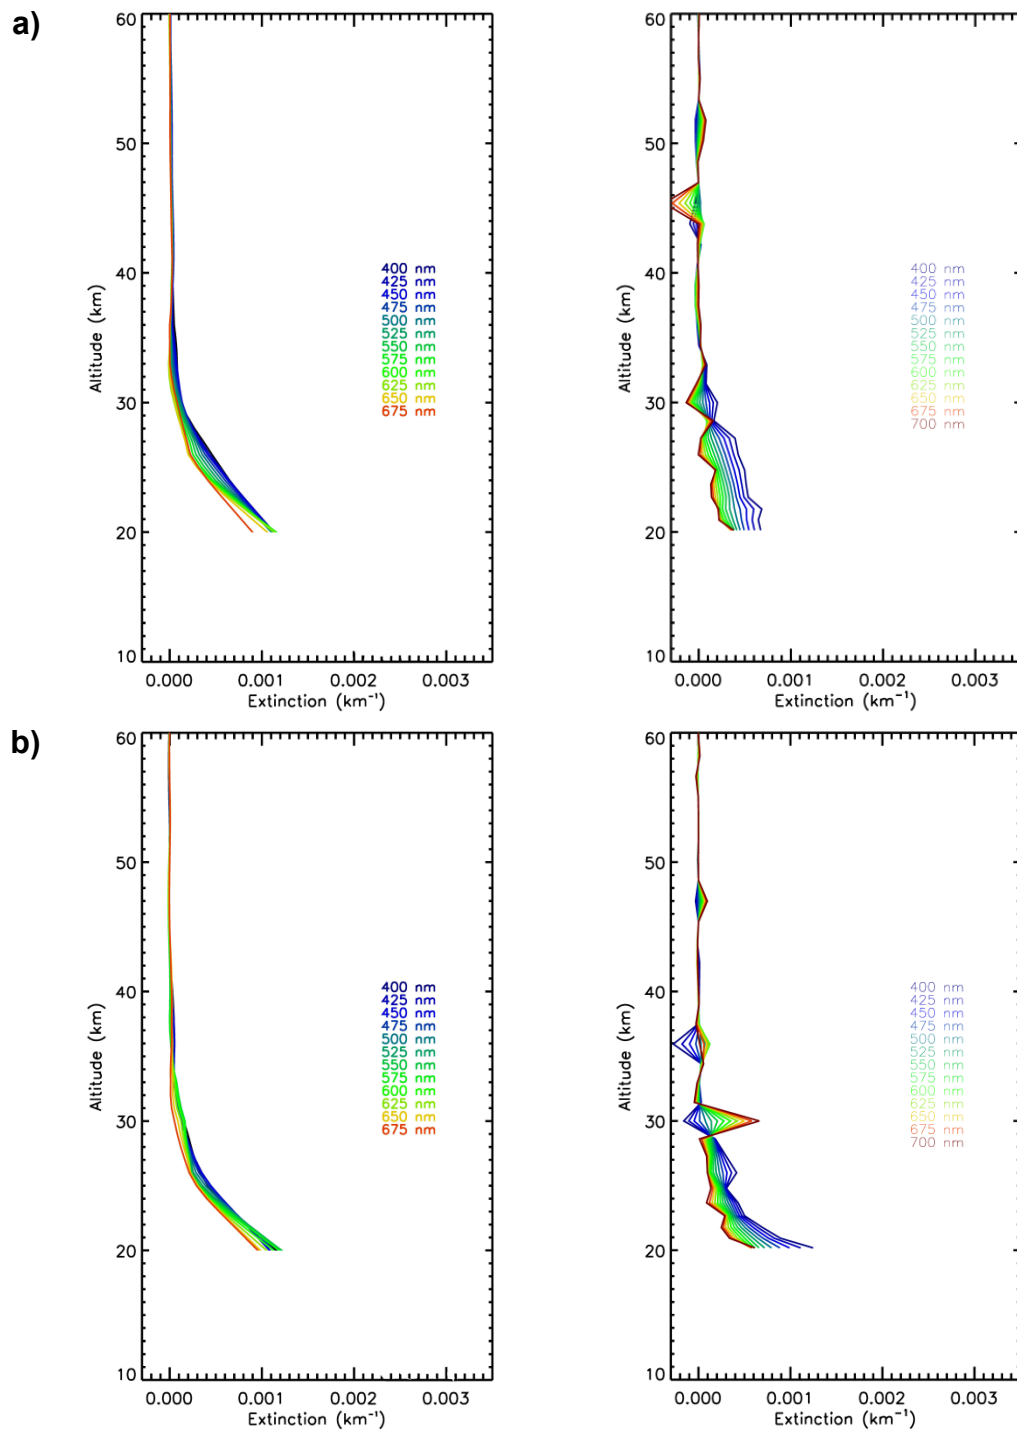 a)
60
50
40
30
20
10
Altitude (km)
400 nm
425 nm
450 nm
475 nm
500 nm
525 nm
550 nm
575 nm
600 nm
625 nm
650 nm
675 nm
0.000 0.001 0.002 0.003
Extinction (km⁻¹)
60
50
40
30
20
10
Altitude (km)
400 nm
425 nm
450 nm
475 nm
500 nm
525 nm
550 nm
575 nm
600 nm
625 nm
650 nm
675 nm
700 nm
0.000 0.001 0.002 0.003
Extinction (km⁻¹)
b)
60
50
40
30
20
10
Altitude (km)
400 nm
425 nm
450 nm
475 nm
500 nm
525 nm
550 nm
575 nm
600 nm
625 nm
650 nm
675 nm
0.000 0.001 0.002 0.003
Extinction (km⁻¹)
60
50
40
30
20
10
Altitude (km)
400 nm
425 nm
450 nm
475 nm
500 nm
525 nm
550 nm
575 nm
600 nm
625 nm
650 nm
675 nm
700 nm
0.000 0.001 0.002 0.003
Extinction (km⁻¹)